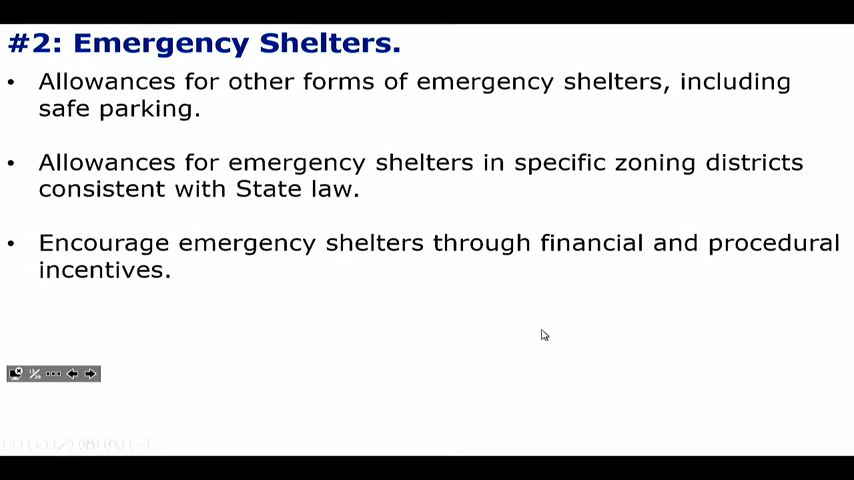 #2: Emergency Shelters.
• Allowances for other forms of emergency shelters, including
safe parking.
• Allowances for emergency shelters in specific zoning districts
consistent with State law.
• Encourage emergency shelters through financial and procedural
incentives.